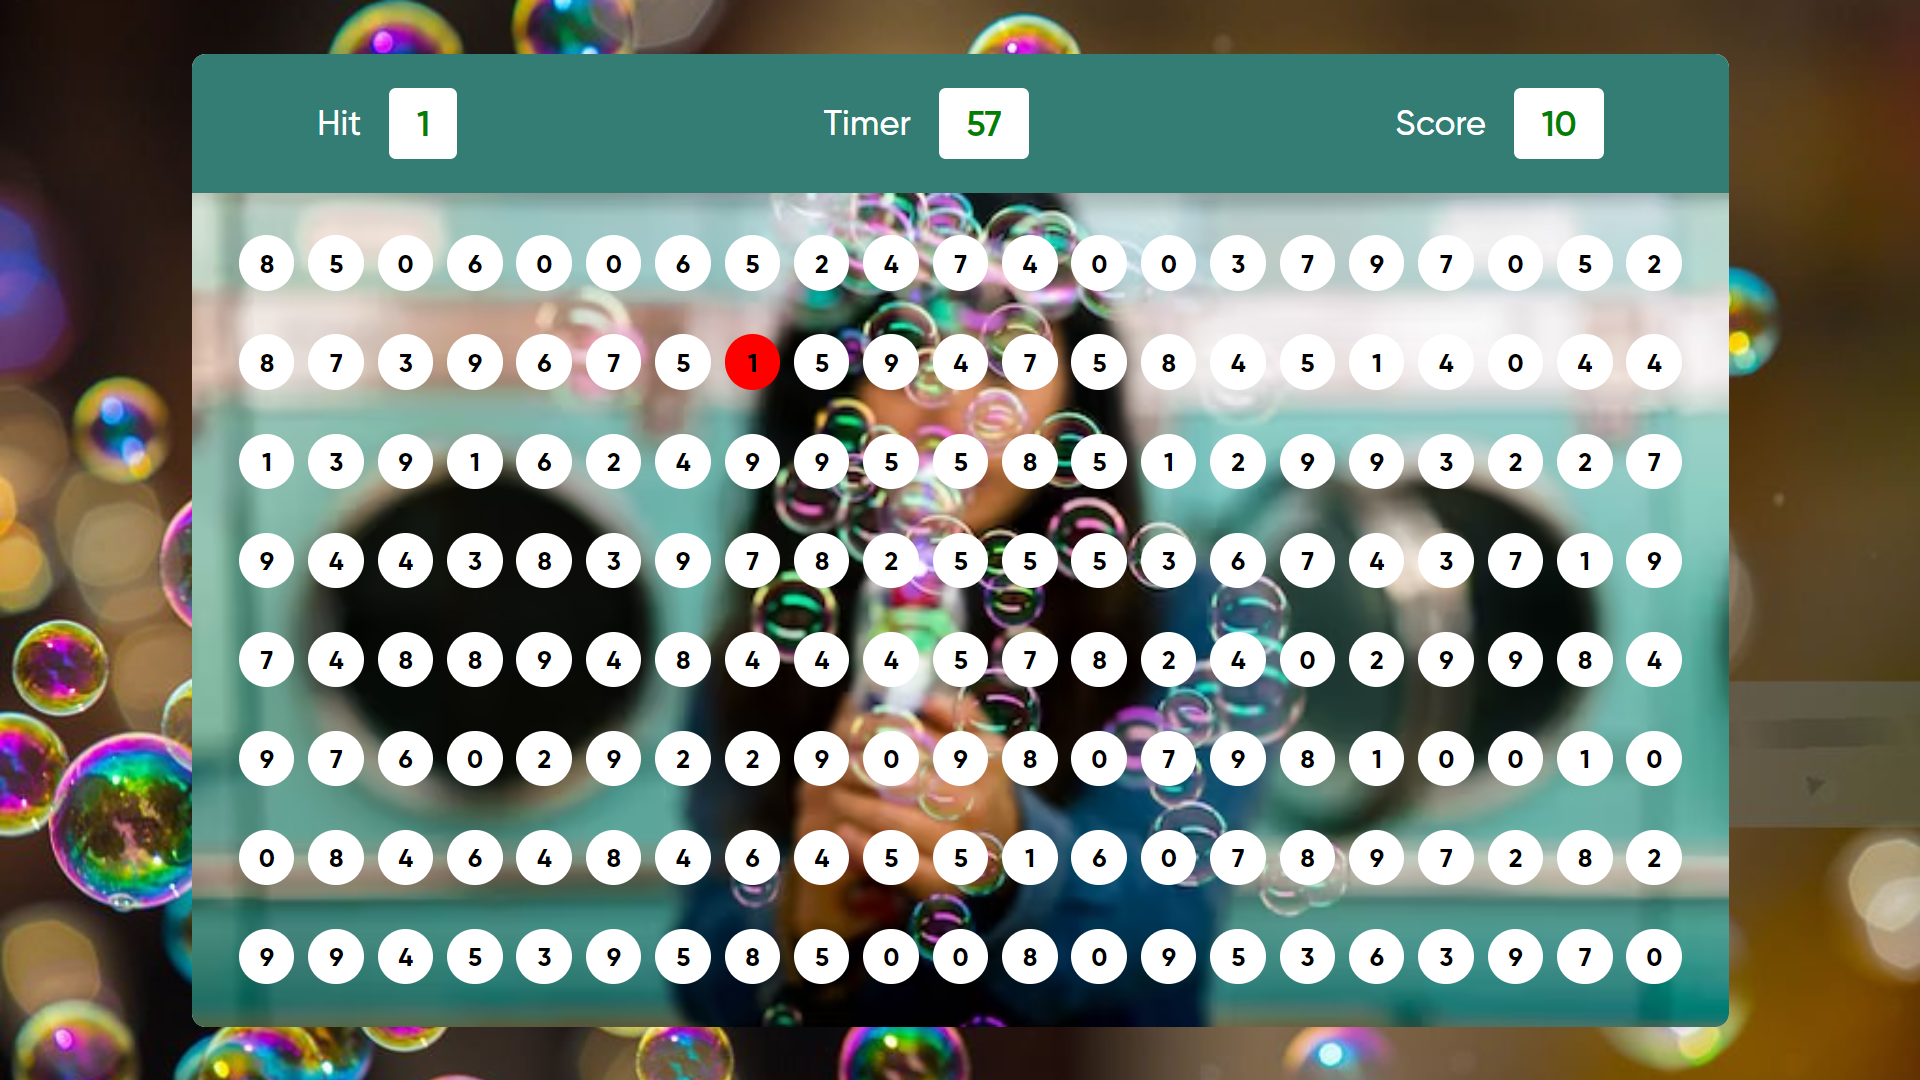 Hit 1 Timer 57 Score 10
8 5 0 6 0 0 6 5 2 4 7 4 0 0 3 7 9 7 0 5 2
8 7 3 9 6 7 5 1 5 9 4 7 5 8 4 5 1 4 0 4 4
1 3 9 1 6 2 4 9 9 5 5 8 5 1 2 9 9 3 2 2 7
9 4 4 3 8 3 9 7 8 2 5 5 5 3 6 7 4 3 7 1 9
7 4 8 8 9 4 8 4 4 4 5 7 8 2 4 0 2 9 9 8 4
9 7 6 0 2 9 2 2 9 0 9 8 0 7 9 8 1 0 0 1 0
0 8 4 6 4 8 4 6 4 5 5 1 6 0 7 8 9 7 2 8 2
9 9 4 5 3 9 5 8 5 0 0 8 0 9 5 3 6 3 9 7 0